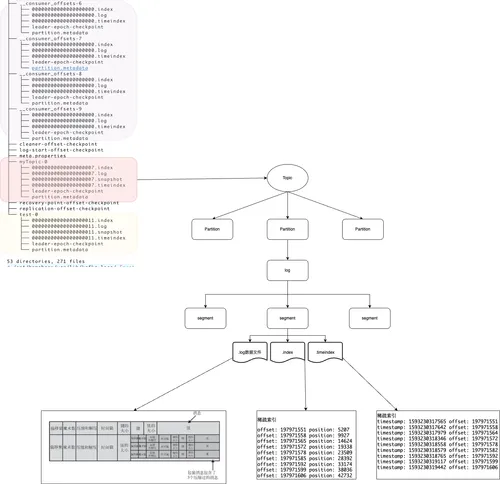 __consumer_offsets-6
00000000000000000000.index
00000000000000000000.log
00000000000000000000.timeindex
leader-epoch-checkpoint
partition.metadata
__consumer_offsets-7
00000000000000000000.index
00000000000000000000.log
00000000000000000000.timeindex
leader-epoch-checkpoint
partition.metadata
__consumer_offsets-8
00000000000000000000.index
00000000000000000000.log
00000000000000000000.timeindex
leader-epoch-checkpoint
partition.metadata
__consumer_offsets-9
00000000000000000000.index
00000000000000000000.log
00000000000000000000.timeindex
leader-epoch-checkpoint
partition.metadata
cleaner-offset-checkpoint
log-start-offset-checkpoint
meta.properties
myTopic-0
00000000000000000007.index
00000000000000000007.log
00000000000000000007.snapshot
00000000000000000007.timeindex
leader-epoch-checkpoint
partition.metadata
recovery-point-offset-checkpoint
replication-offset-checkpoint
test-0
00000000000000000011.index
00000000000000000011.log
00000000000000000011.snapshot
00000000000000000011.timeindex
leader-epoch-checkpoint
partition.metadata
53 directories, 271 files
Topic
Partition
Partition
Partition
log
segment
segment
segment
.log数据文件
.index
.timeindex
消息
稀疏索引
offset: 197971551 position: 5207
offset: 197971558 position: 9927
offset: 197971565 position: 14624
offset: 197971572 position: 19338
offset: 197971578 position: 23509
offset: 197971585 position: 28392
offset: 197971592 position: 33174
offset: 197971599 position: 38036
offset: 197971606 position: 42732
稀疏索引
timestamp: 1593230317565 offset: 197971551
timestamp: 1593230317642 offset: 197971558
timestamp: 1593230317979 offset: 197971564
timestamp: 1593230318346 offset: 197971572
timestamp: 1593230318558 offset: 197971578
timestamp: 1593230318579 offset: 197971582
timestamp: 1593230318765 offset: 197971592
timestamp: 1593230319117 offset: 197971599
timestamp: 1593230319442 offset: 197971606